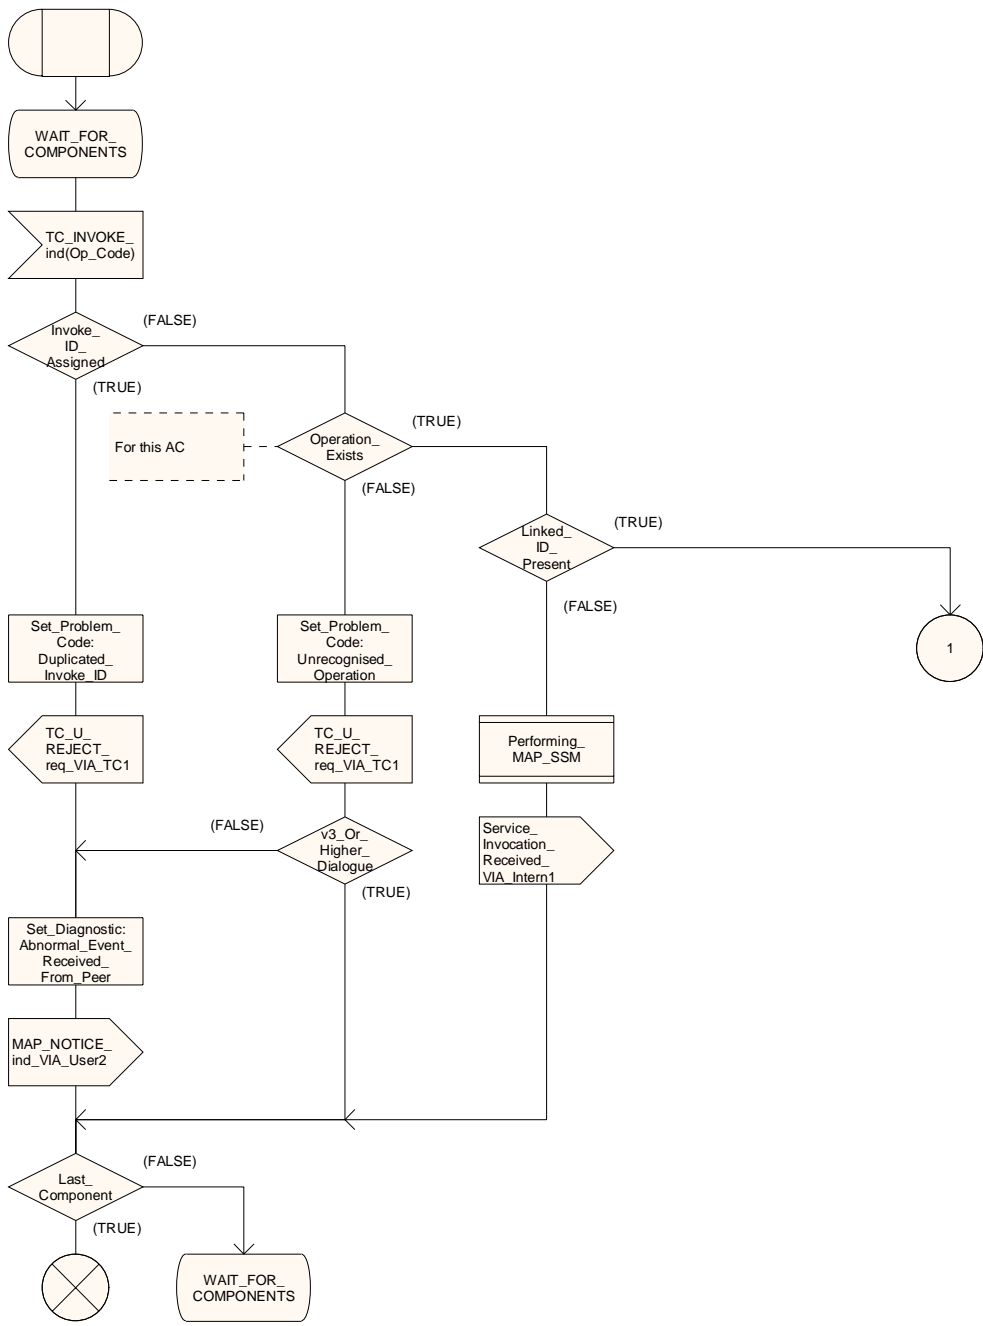 WAIT_FOR_
COMPONENTS
TC_INVOKE_
ind(Op_Code)
(FALSE)
Invoke_
ID_
Assigned
(TRUE)
(TRUE)
For this AC
Operation_
Exists
(FALSE)
(TRUE)
Linked_
ID_
Present
(FALSE)
Set_Problem_
Code:
Duplicated_
Invoke_ID
Set_Problem_
Code:
Unrecognised_
Operation
1
TC_U_
REJECT_
req_VIA_TC1
TC_U_
REJECT_
req_VIA_TC1
Performing_
MAP_SSM
(FALSE)
v3_Or_
Higher_
Dialogue
(TRUE)
Service_
Invocation_
Received_
VIA_Intern1
Set_Diagnostic:
Abnormal_Event_
Received_
From_Peer
MAP_NOTICE_
ind_VIA_User2
(FALSE)
Last_
Component
(TRUE)
WAIT_FOR_
COMPONENTS